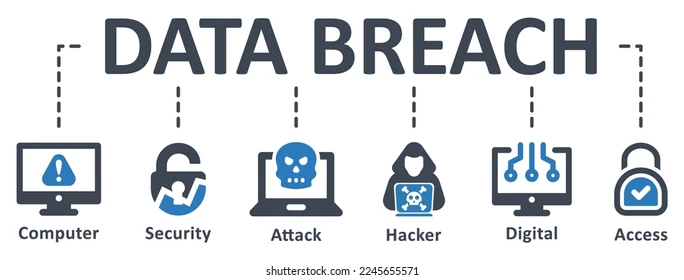 DATA BREACH
Computer Security Attack Hacker Digital Access
shutterstock.com · 2245655571